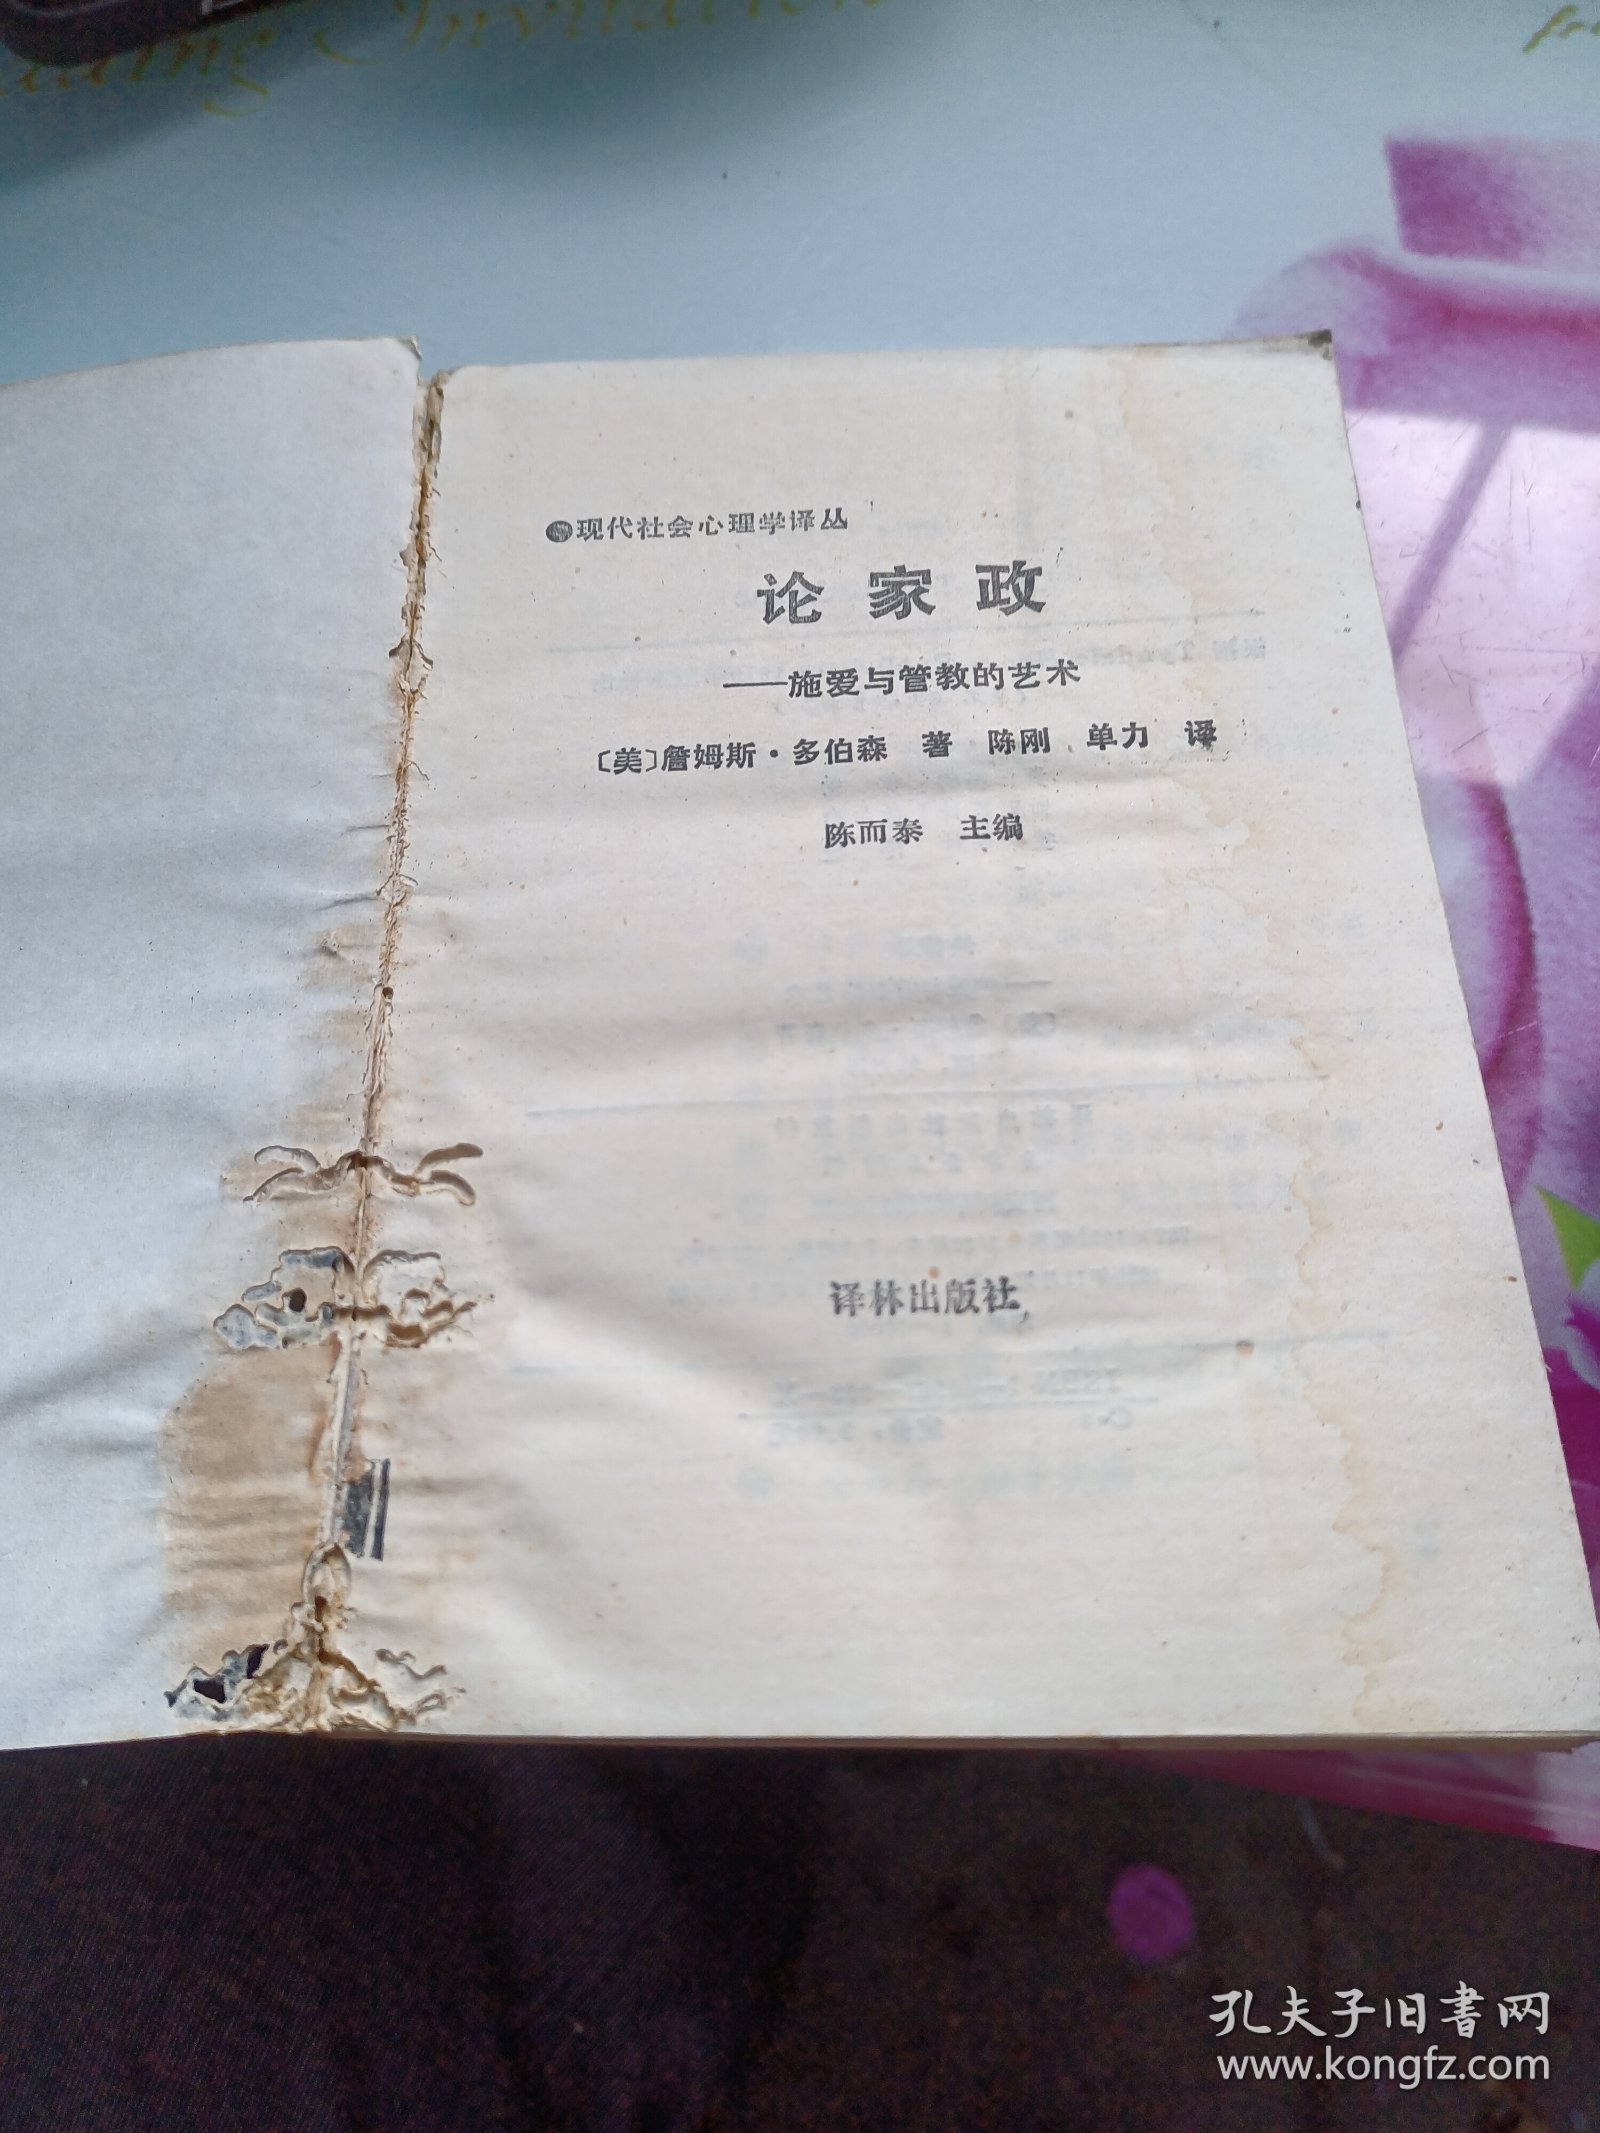 Wedding Invitation
现代社会心理学译丛
论家政
——施爱与管教的艺术
〔美〕詹姆斯·多伯森 著 陈刚 单力 译
陈而泰 主编
译林出版社
孔夫子旧书网
www.kongfz.com